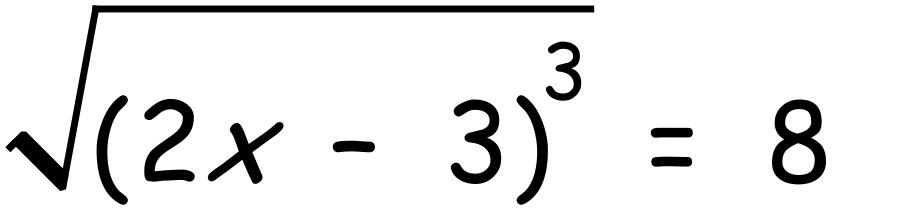 √(2x - 3)³ = 8